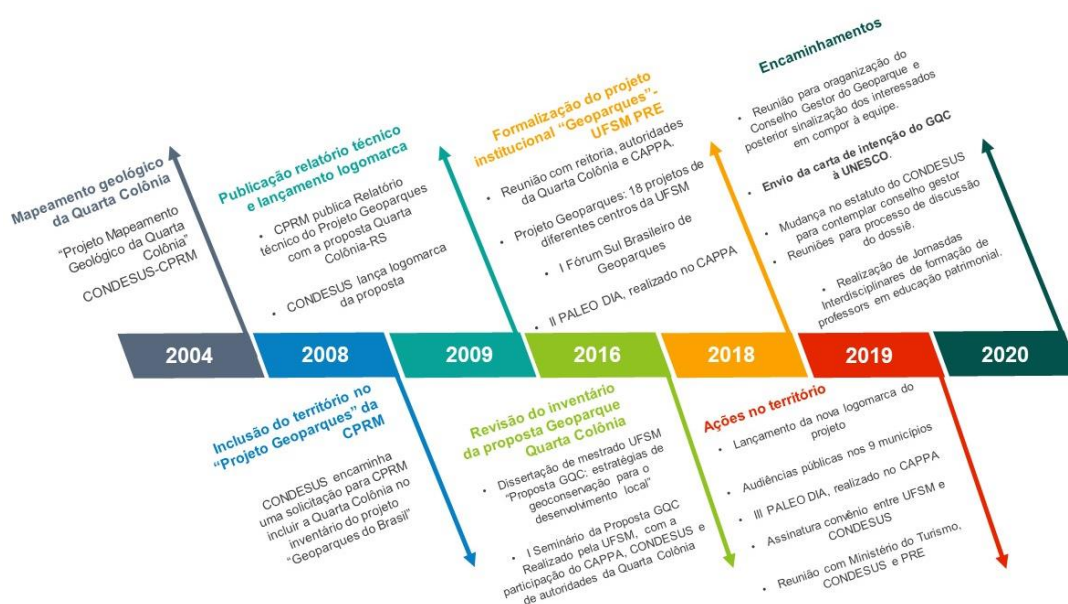 Mapeamento geológico
da Quarta Colônia
"Projeto Mapeamento
Geológico da Quarta
Colônia"
CONDESUS-CPRM
2004
2008
Inclusão do território no
"Projeto Geoparques" da
CPRM
CONDESUS encaminha
uma solicitação para CPRM
incluir a Quarta Colônia no
inventário do projeto
"Geoparques do Brasil"
Publicação relatório técnico
e lançamento logomarca
• CPRM publica Relatório
técnico do Projeto Geoparques
com a proposta Quarta
Colônia-RS
• CONDESUS lança logomarca
da proposta
2009
2016
Revisão do inventário
da proposta Geoparque
Quarta Colônia
• Dissertação de mestrado UFSM
"Proposta GQC: estratégias de
geoconservação para o
desenvolvimento local"
• I Seminário da Proposta GQC
Realizado pela UFSM, com a
participação do CAPPA, CONDESUS e
de autoridades da Quarta Colônia
Formalização do projeto
institucional "Geoparques"-
UFSM PRE
• Reunião com reitoria, autoridades
da Quarta Colônia e CAPPA.
• Projeto Geoparques: 18 projetos de
diferentes centros da UFSM
• I Fórum Sul Brasileiro de
Geoparques
• II PALEO DIA, realizado no CAPPA
2018
2019
Ações no território
• Lançamento da nova logomarca do
projeto
• Audiências públicas nos 9 municípios
• III PALEO DIA, realizado no CAPPA
• Assinatura convênio entre UFSM e
CONDESUS
• Reunião com Ministério do Turismo,
CONDESUS e PRE
Encaminhamentos
• Reunião para oraganização do
Conselho Gestor do Geoparque e
posterior sinalização dos interessados
em compor à equipe.
• Envio da carta de intenção do GQC
à UNESCO.
• Mudança no estatuto do CONDESUS
para contemplar conselho gestor
• Reuniões para processo de discussão
do dossiê.
• Realização de Jornasdas
Interdisciplinares de formação de
professors em educação patrimonial.
2020